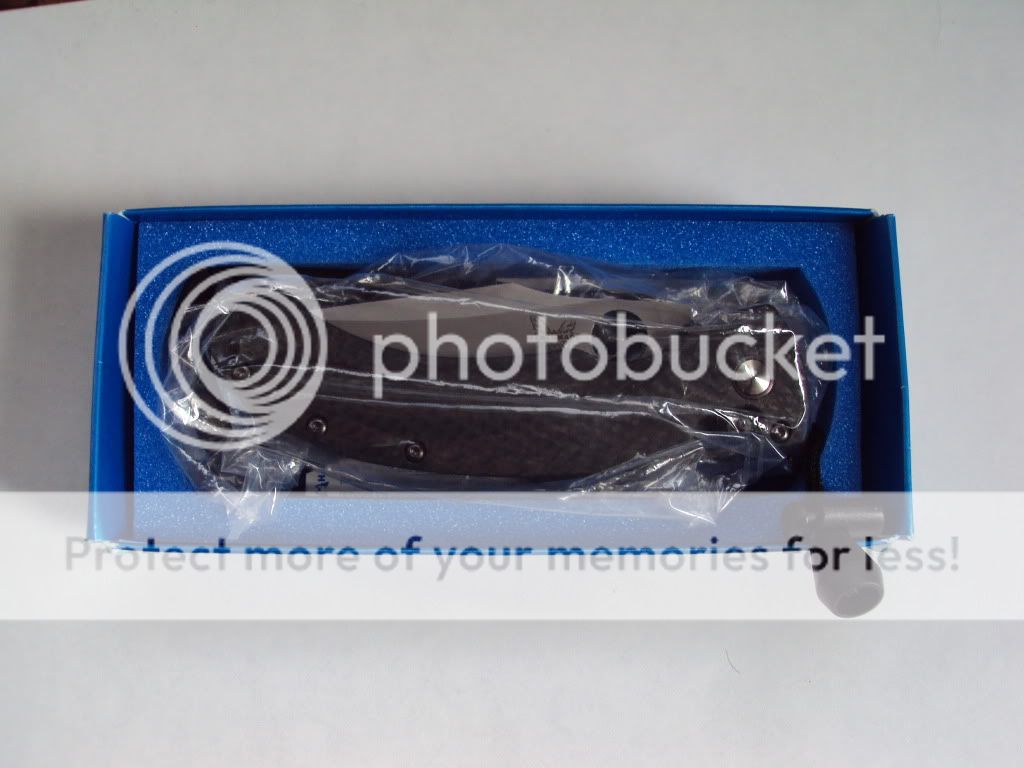 photobucket
Protect more of your memories for less!